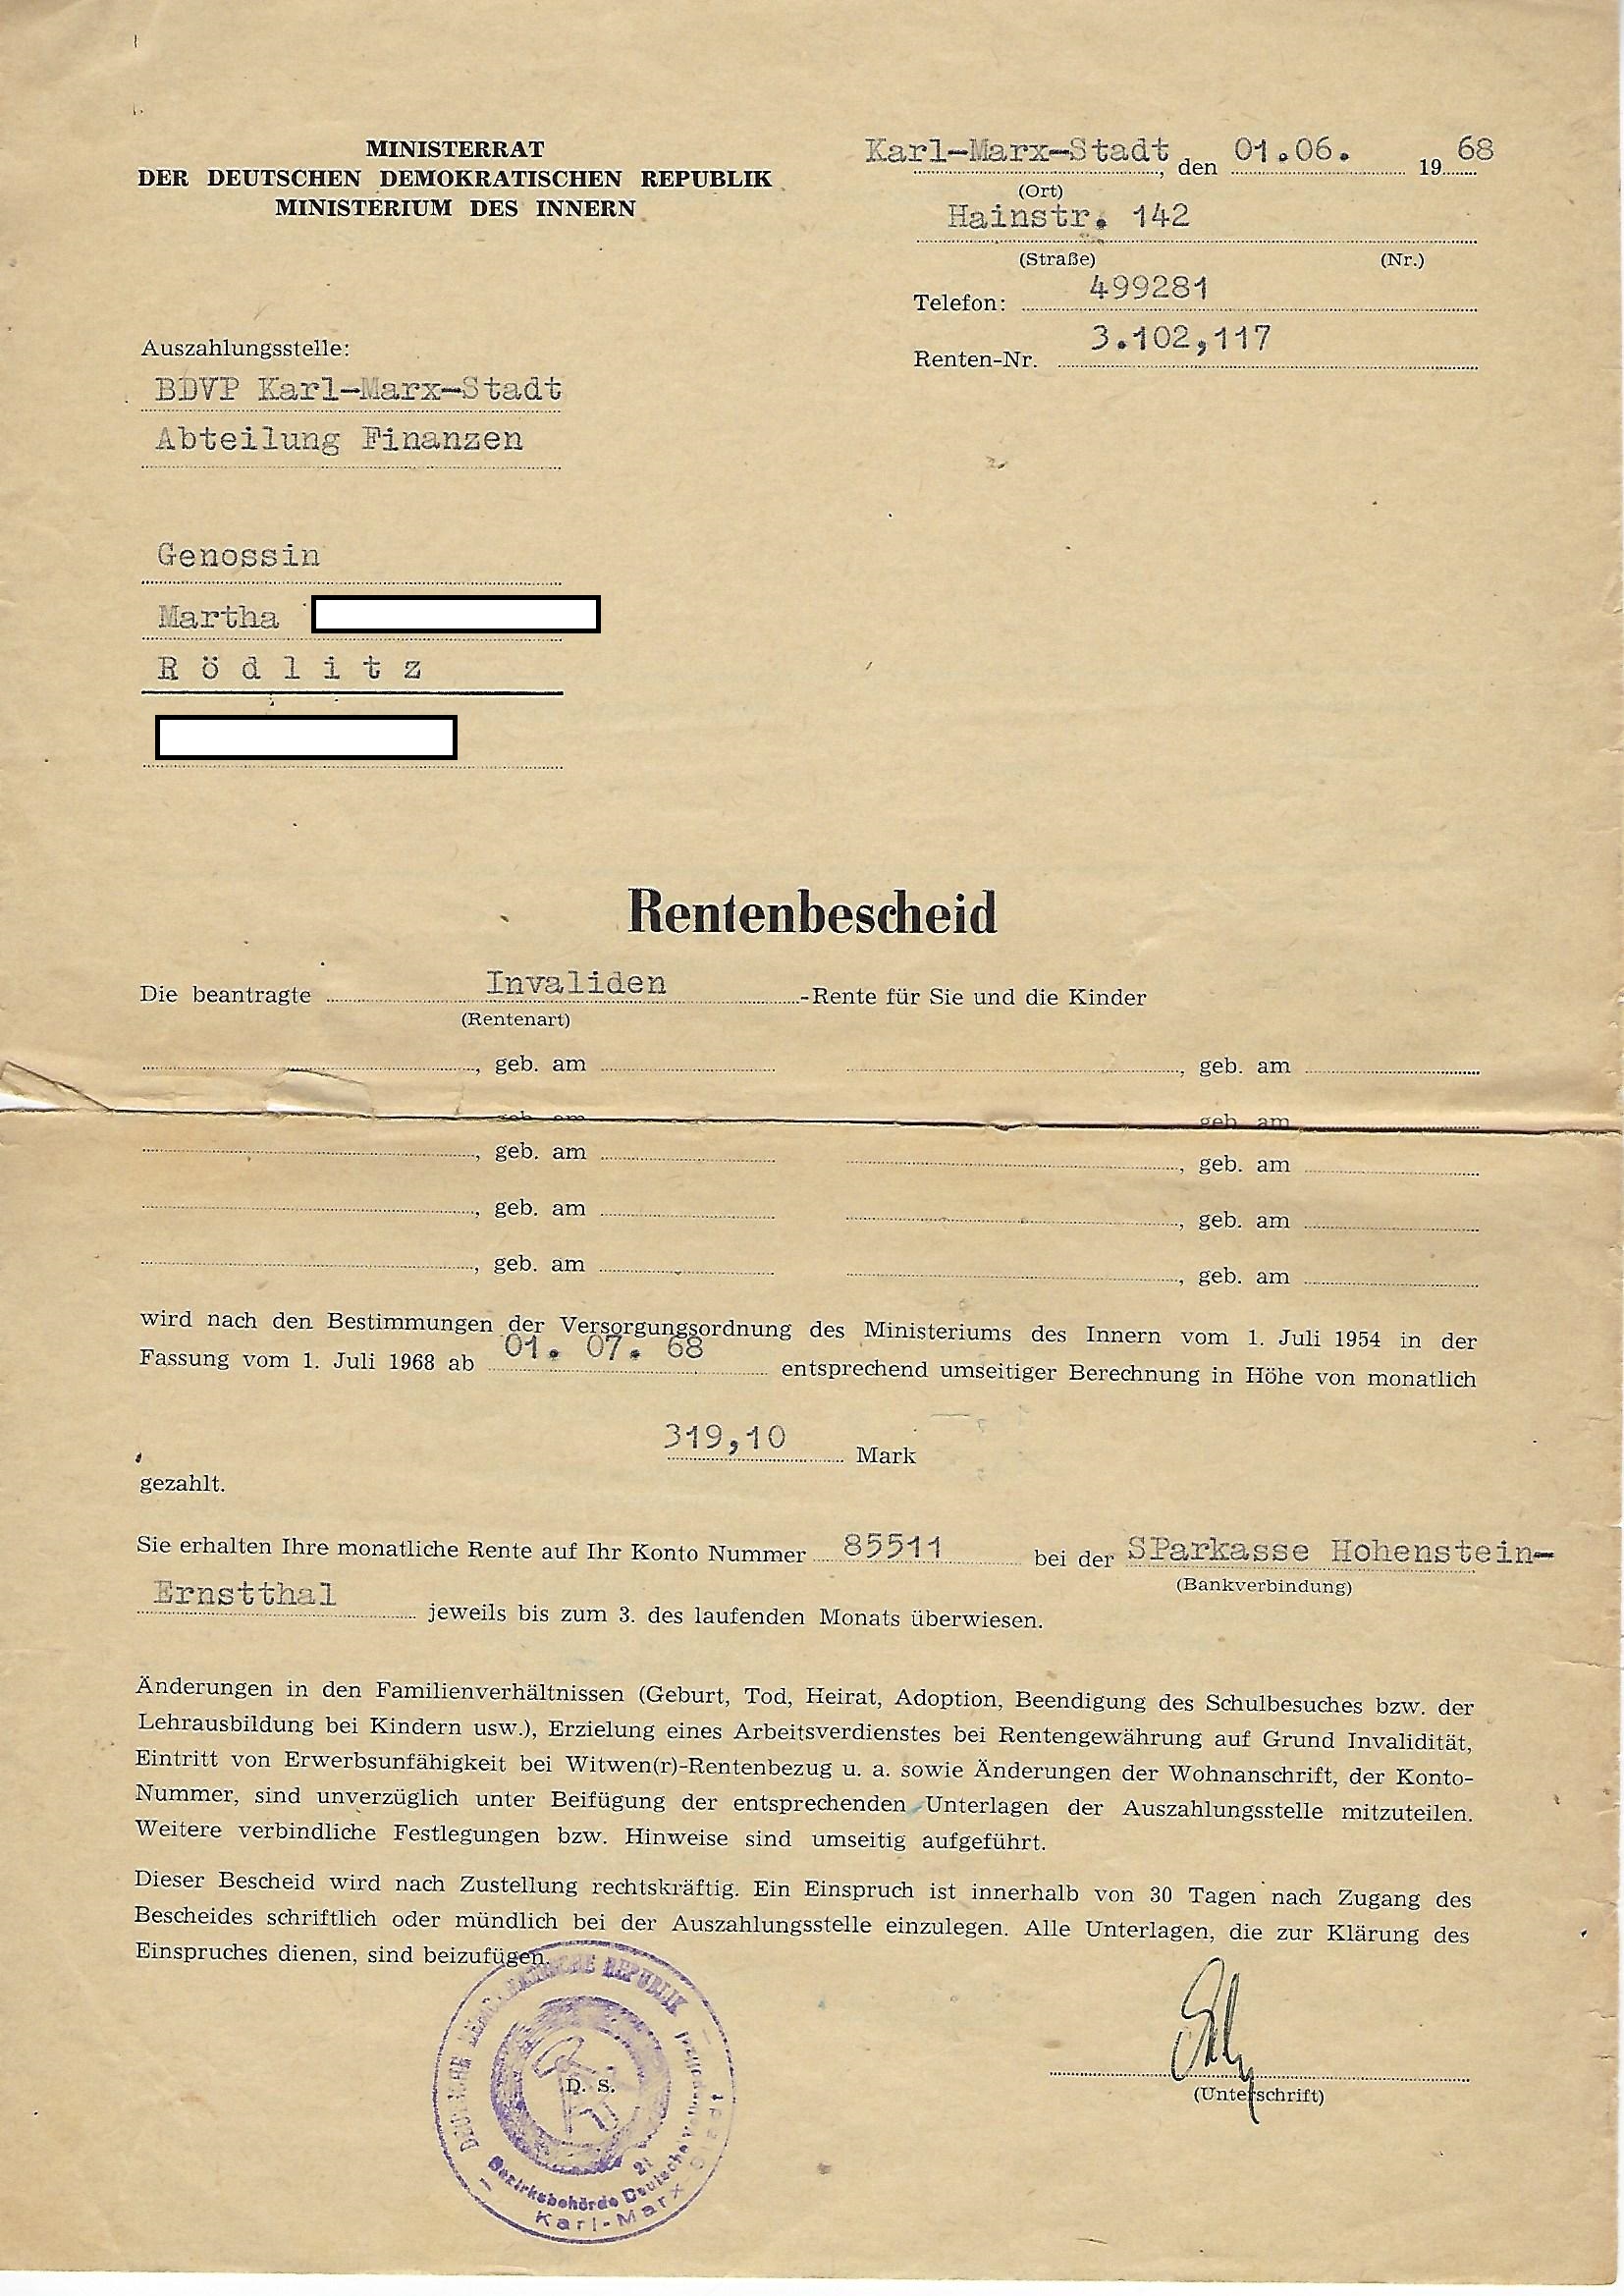 MINISTERRAT
DER DEUTSCHEN DEMOKRATISCHEN REPUBLIK
MINISTERIUM DES INNERN
Karl-Marx-Stadt, den 01.06. 1968
(Ort)
Hainstr. 142
(Straße) (Nr.)
Telefon: 499281
Renten-Nr. 3.102,117
Auszahlungsstelle:
BDVP Karl-Marx-Stadt
Abteilung Finanzen
Genossin
Martha
Rödlitz
Rentenbescheid
Die beantragte Invaliden-Rente für Sie und die Kinder
(Rentenart)
, geb. am , geb. am
geb. am geb. am
, geb. am , geb. am
, geb. am , geb. am
, geb. am , geb. am
wird nach den Bestimmungen der Versorgungsordnung des Ministeriums des Innern vom 1. Juli 1954 in der
Fassung vom 1. Juli 1968 ab 01. 07. 68 entsprechend umseitiger Berechnung in Höhe von monatlich
319,10 Mark
gezahlt.
Sie erhalten Ihre monatliche Rente auf Ihr Konto Nummer 85511 bei der SParkasse Hohenstein-
(Bankverbindung)
Ernstthal jeweils bis zum 3. des laufenden Monats überwiesen.
Änderungen in den Familienverhältnissen (Geburt, Tod, Heirat, Adoption, Beendigung des Schulbesuches bzw. der
Lehrausbildung bei Kindern usw.), Erzielung eines Arbeitsverdienstes bei Rentengewährung auf Grund Invalidität,
Eintritt von Erwerbsunfähigkeit bei Witwen(r)-Rentenbezug u. a. sowie Änderungen der Wohnanschrift, der Konto-
Nummer, sind unverzüglich unter Beifügung der entsprechenden Unterlagen der Auszahlungsstelle mitzuteilen.
Weitere verbindliche Festlegungen bzw. Hinweise sind umseitig aufgeführt.
Dieser Bescheid wird nach Zustellung rechtskräftig. Ein Einspruch ist innerhalb von 30 Tagen nach Zugang des
Bescheides schriftlich oder mündlich bei der Auszahlungsstelle einzulegen. Alle Unterlagen, die zur Klärung des
Einspruches dienen, sind beizufügen.
DEUTSCHE DEMOKRATISCHE REPUBLIK
D. S.
21
Bezirksbehörde Deutsche Volkspolizei
Karl-Marx-Stadt
(Unterschrift)